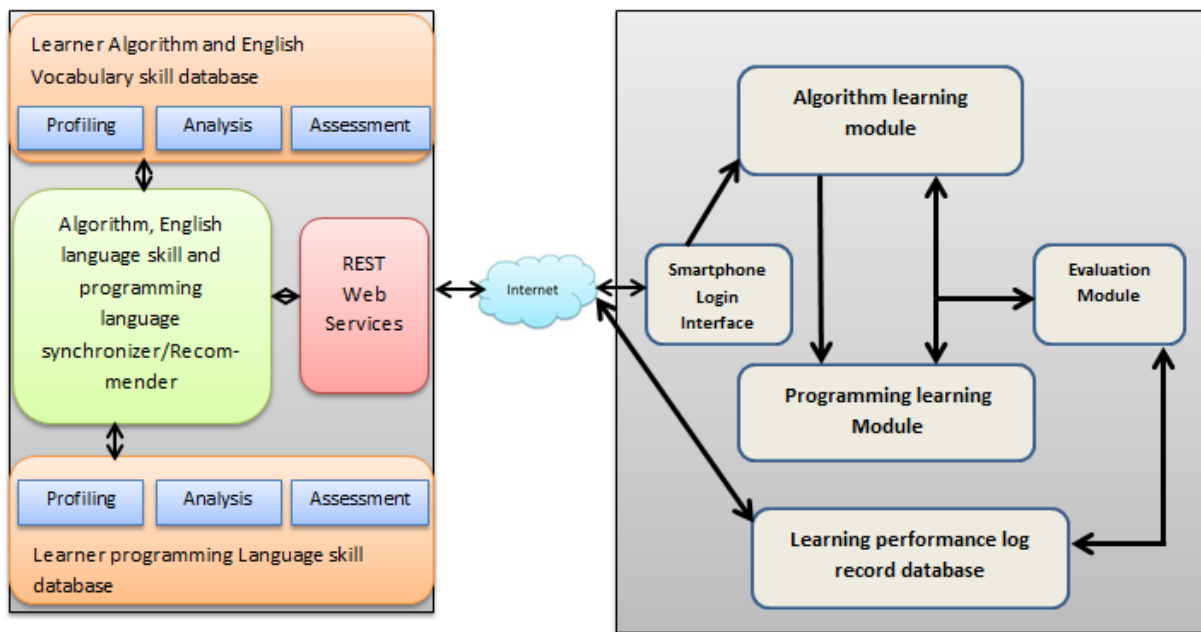 Learner Algorithm and English
Vocabulary skill database
Profiling
Analysis
Assessment
Algorithm, English
language skill and
programming
language
synchronizer/Recom-
mender
REST
Web
Services
Profiling
Analysis
Assessment
Learner programming Language skill
database
Internet
Algorithm learning
module
Smartphone
Login
Interface
Evaluation
Module
Programming learning
Module
Learning performance log
record database